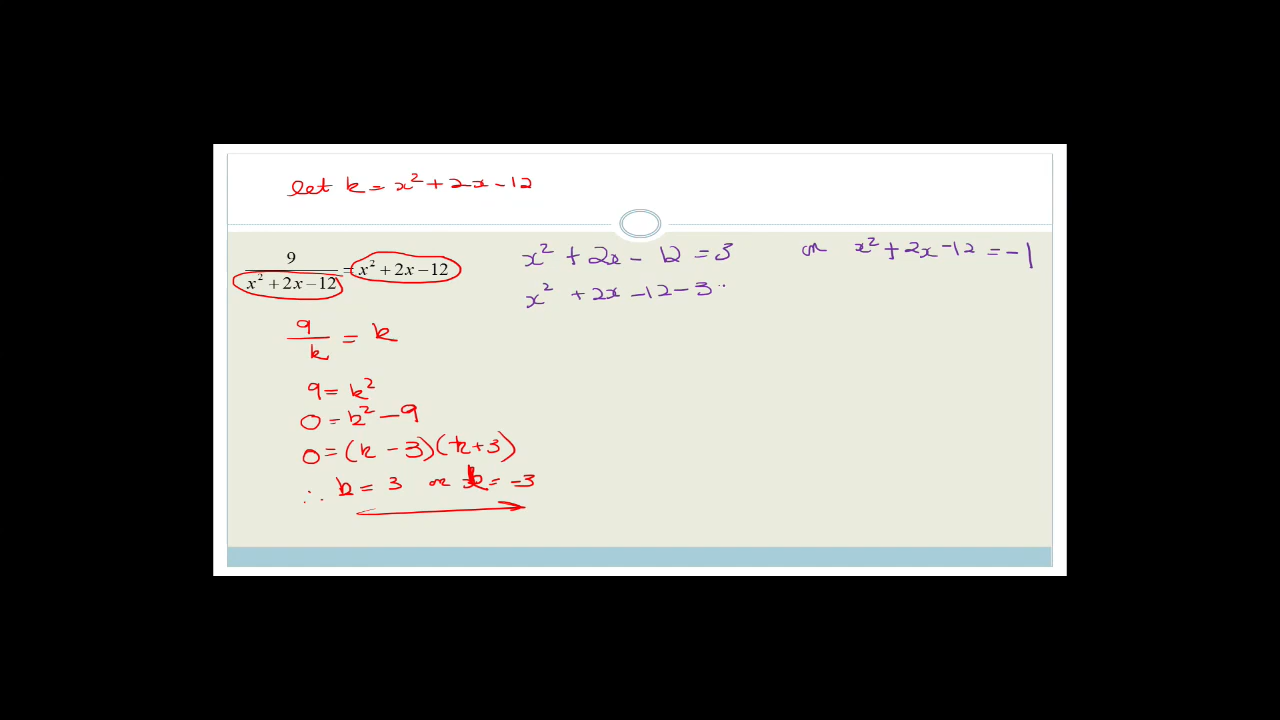 let k = x² + 2x - 12
9/(x² + 2x - 12) = x² + 2x - 12
9/k = k
9 = k²
0 = k² - 9
0 = (k - 3)(k + 3)
∴ k = 3 or k = -3
x² + 2x - 12 = 3 or x² + 2x - 12 = -1
x² + 2x - 12 - 3